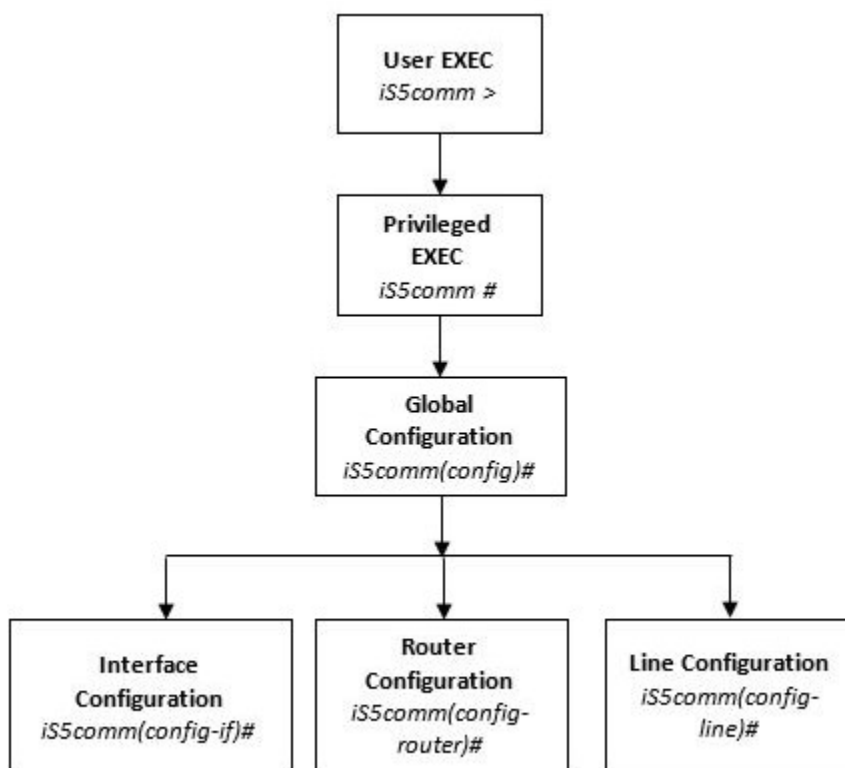 User EXEC
iS5comm >
Privileged
EXEC
iS5comm #
Global
Configuration
iS5comm(config)#
Interface
Configuration
iS5comm(config-if)#
Router
Configuration
iS5comm(config-
router)#
Line Configuration
iS5comm(config-
line)#